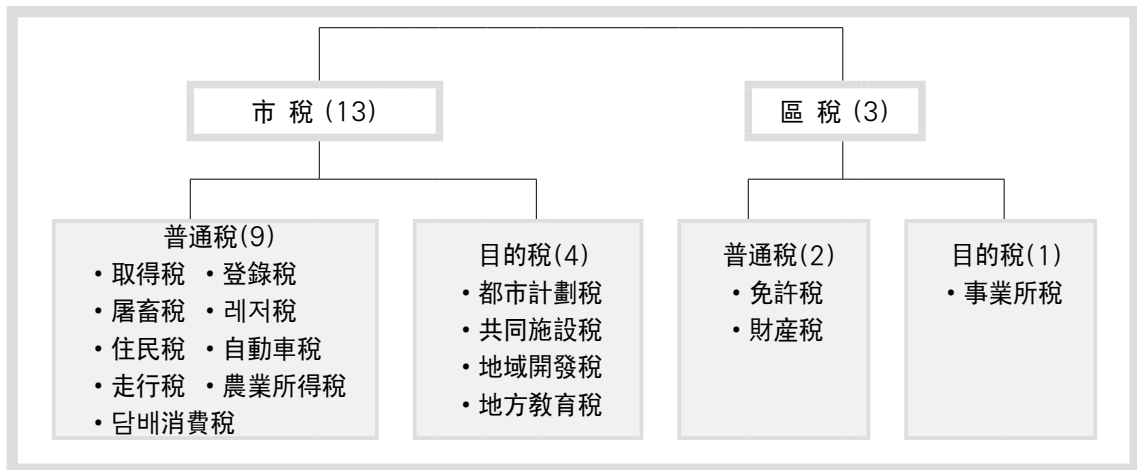 市 稅 (13)
區 稅 (3)
普通稅(9)
・取得稅 ・登錄稅
・屠畜稅 ・레저稅
・住民稅 ・自動車稅
・走行稅 ・農業所得稅
・담배消費稅
目的稅(4)
・都市計劃稅
・共同施設稅
・地域開發稅
・地方敎育稅
普通稅(2)
・免許稅
・財産稅
目的稅(1)
・事業所稅